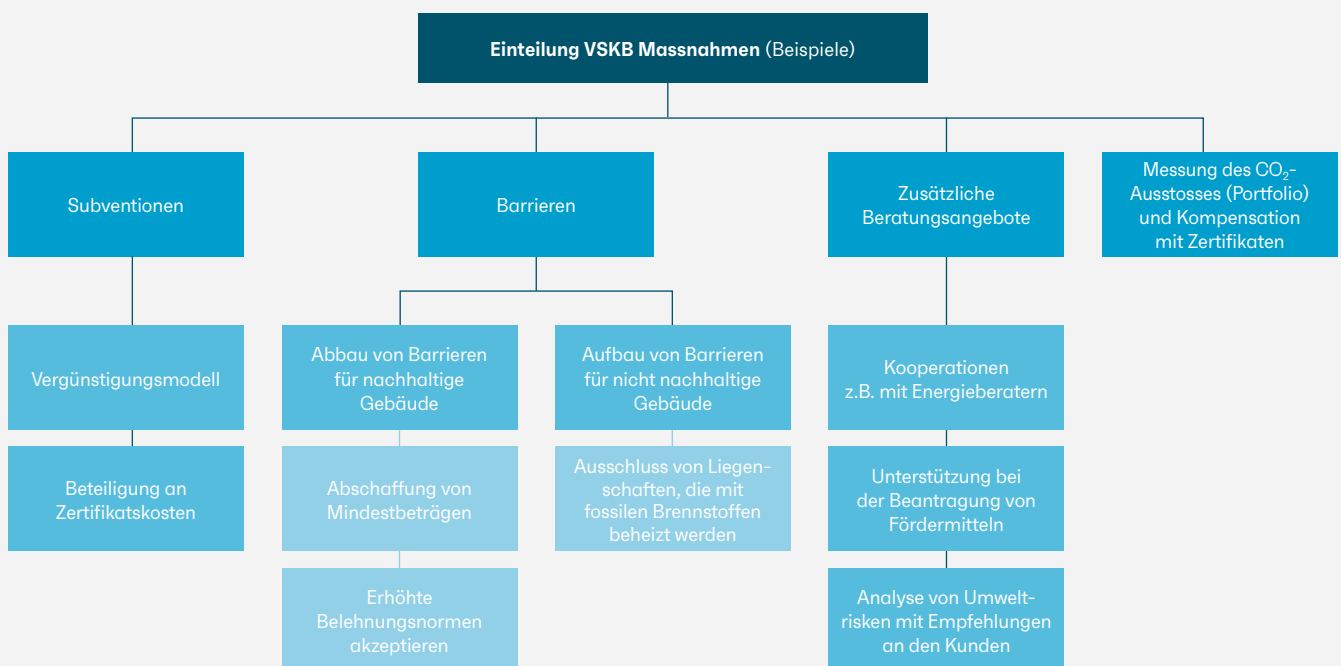 Einteilung VSKB Massnahmen (Beispiele)
Subventionen
Barrieren
Zusätzliche
Beratungsangebote
Messung des CO₂-
Ausstosses (Portfolio)
und Kompensation
mit Zertifikaten
Vergünstigungsmodell
Abbau von Barrieren
für nachhaltige
Gebäude
Aufbau von Barrieren
für nicht nachhaltige
Gebäude
Kooperationen
z.B. mit Energieberatern
Beteiligung an
Zertifikatskosten
Abschaffung von
Mindestbeträgen
Ausschluss von Liegen-
schaften, die mit
fossilen Brennstoffen
beheizt werden
Unterstützung bei
der Beantragung von
Fördermitteln
Erhöhte
Belehnungsnormen
akzeptieren
Analyse von Umwelt-
risken mit Empfehlungen
an den Kunden